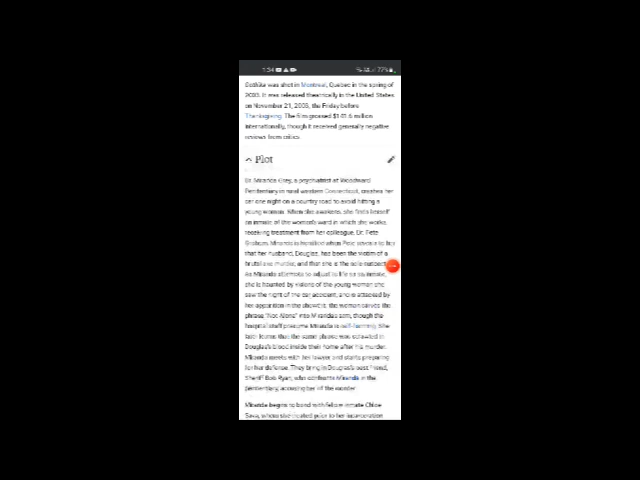 1:34 77%
Gothika was shot in Montreal, Quebec in the spring of
2003. It was released theatrically in the United States
on November 21, 2003, the Friday before
Thanksgiving. The film grossed $141.6 million
internationally, though it received generally negative
reviews from critics.
Plot
Dr. Miranda Grey, a psychiatrist at Woodward
Penitentiary in rural western Connecticut, crashes her
car one night on a country road to avoid hitting a
young woman. Miranda awakens, she finds herself
an inmate of the women's ward in which she works,
receiving treatment from her colleague, Dr. Pete
Graham. Miranda is horrified when Pete reveals to her
that her husband, Douglas, has been the victim of a
brutal axe murder, and that she is the sole suspect.
As Miranda attempts to adjust to life as an inmate,
she is haunted by visions of the young woman she
saw the night of the car accident, and is attacked by
her apparition in the showers; the woman carves the
phrase "Not Alone" into Miranda's arm, though the
hospital staff presume Miranda is self-harming. She
later learns that the same phrase was scrawled in
Douglas's blood inside their home after his murder.
Miranda meets with her lawyer and starts preparing
for her defense. They bring in Douglas's best friend,
Sheriff Bob Ryan, who confronts Miranda in the
penitentiary, accusing her of the murder.
Miranda begins to bond with fellow inmate Chloe
Sava, whom she treated prior to her incarceration